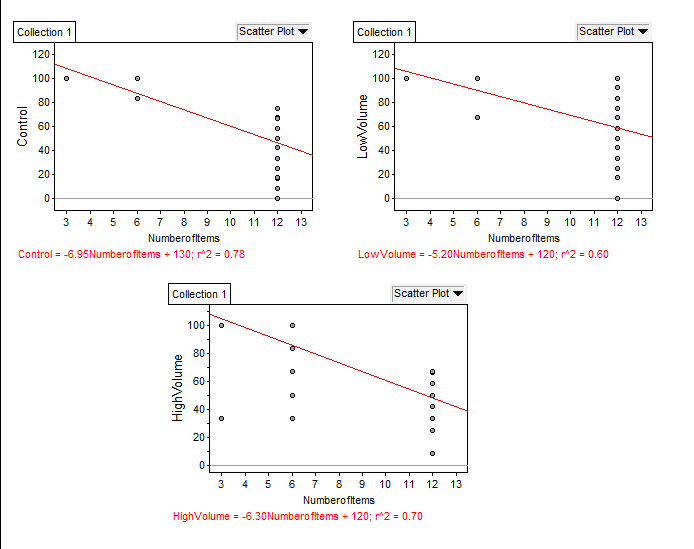 Collection 1
Scatter Plot
120
100
80
60
40
20
0
Control
3 4 5 6 7 8 9 10 11 12 13
NumberofItems
Control = -6.95NumberofItems + 130; r^2 = 0.78
Collection 1
Scatter Plot
120
100
80
60
40
20
0
LowVolume
3 4 5 6 7 8 9 10 11 12 13
NumberofItems
LowVolume = -5.20NumberofItems + 120; r^2 = 0.60
Collection 1
Scatter Plot
100
80
60
40
20
0
HighVolume
3 4 5 6 7 8 9 10 11 12 13
NumberofItems
HighVolume = -6.30NumberofItems + 120; r^2 = 0.70